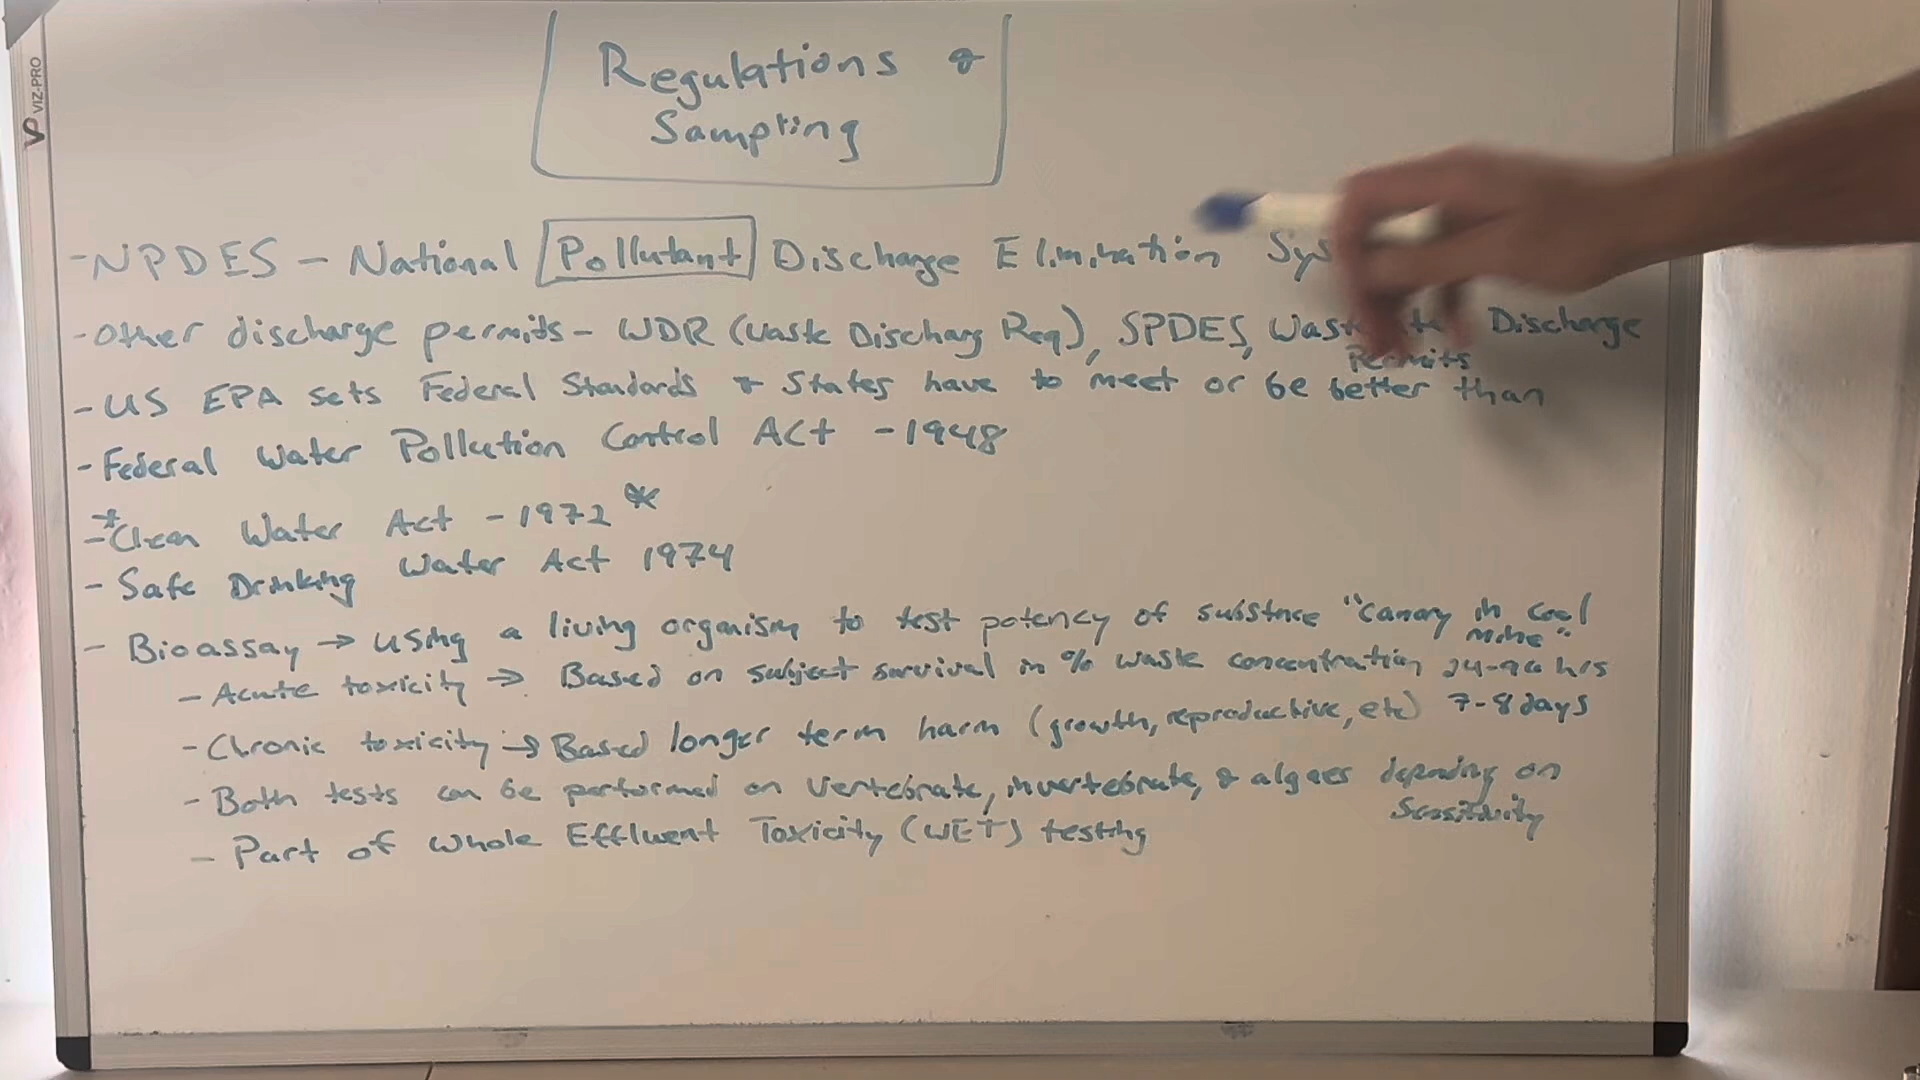 VIZ-PRO
Regulations &
Sampling
- NPDES - National Pollutant Discharge Elimination Sys
- Other discharge permits - WDR (Waste Discharg Req), SPDES, Discharge
Permits
- US EPA sets Federal Standards & States have to meet or be better than
- Federal Water Pollution Control Act - 1948
- *Clean Water Act - 1972 *
- Safe Drinking Water Act 1974
- Bioassay → using a living organism to test potency of substnce "canary in coal
mine"
- Acute toxicity → Based on subject survival in % waste concentration 24-96 hrs
- Chronic toxicity → Based longer term harm (growth, reproductive, etc) 7-8 days
- Both tests can be performed on vertebrate, invertebrate, & algaes depending on
Sensitivity
- Part of Whole Effluent Toxicity (WET) testing